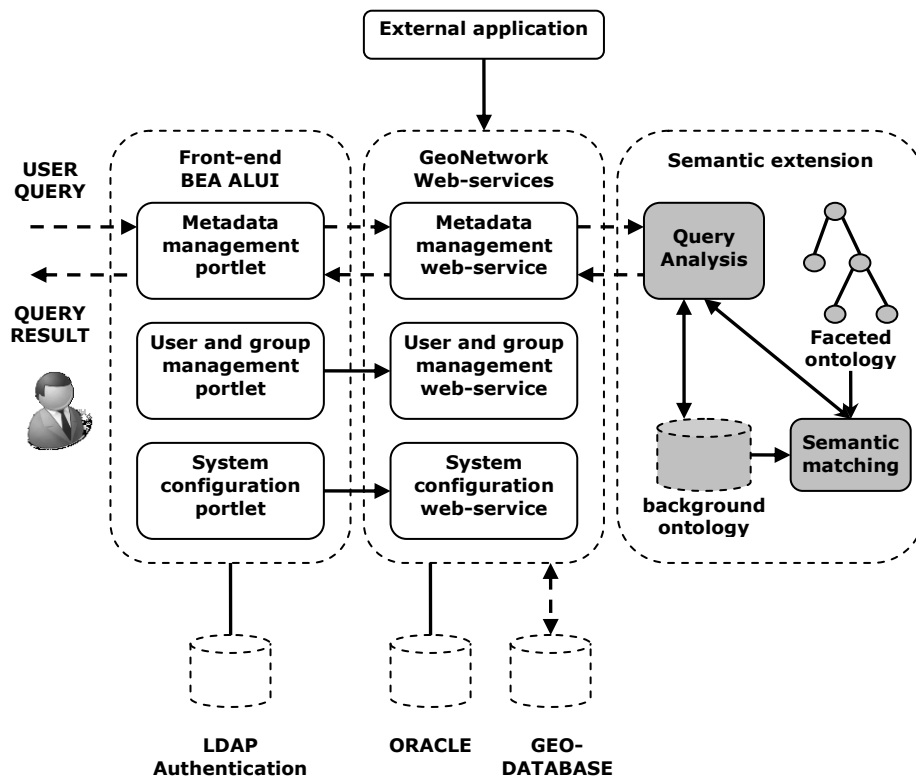 External application
USER
QUERY
QUERY
RESULT
Front-end
BEA ALUI
Metadata
management
portlet
User and group
management
portlet
System
configuration
portlet
GeoNetwork
Web-services
Metadata
management
web-service
User and group
management
web-service
System
configuration
web-service
Semantic extension
Query
Analysis
Faceted
ontology
Semantic
matching
background
ontology
LDAP
Authentication
ORACLE
GEO-
DATABASE